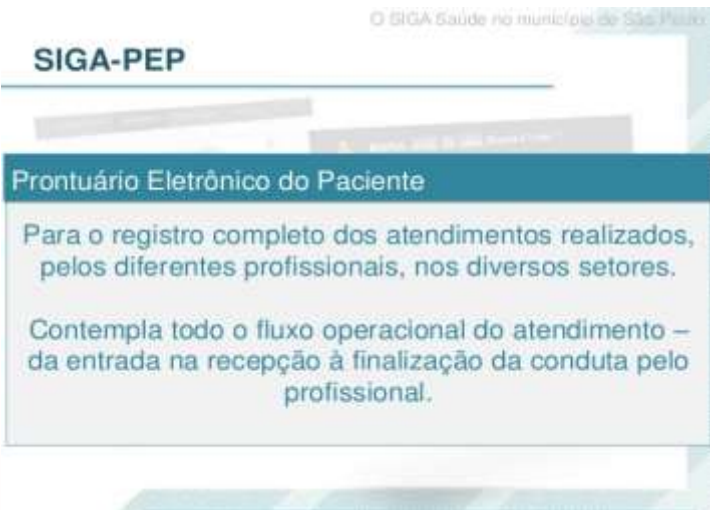 O SIGA Saúde no município de São Paulo
SIGA-PEP
Prontuário Eletrônico do Paciente
Para o registro completo dos atendimentos realizados,
pelos diferentes profissionais, nos diversos setores.
Contempla todo o fluxo operacional do atendimento –
da entrada na recepção à finalização da conduta pelo
profissional.